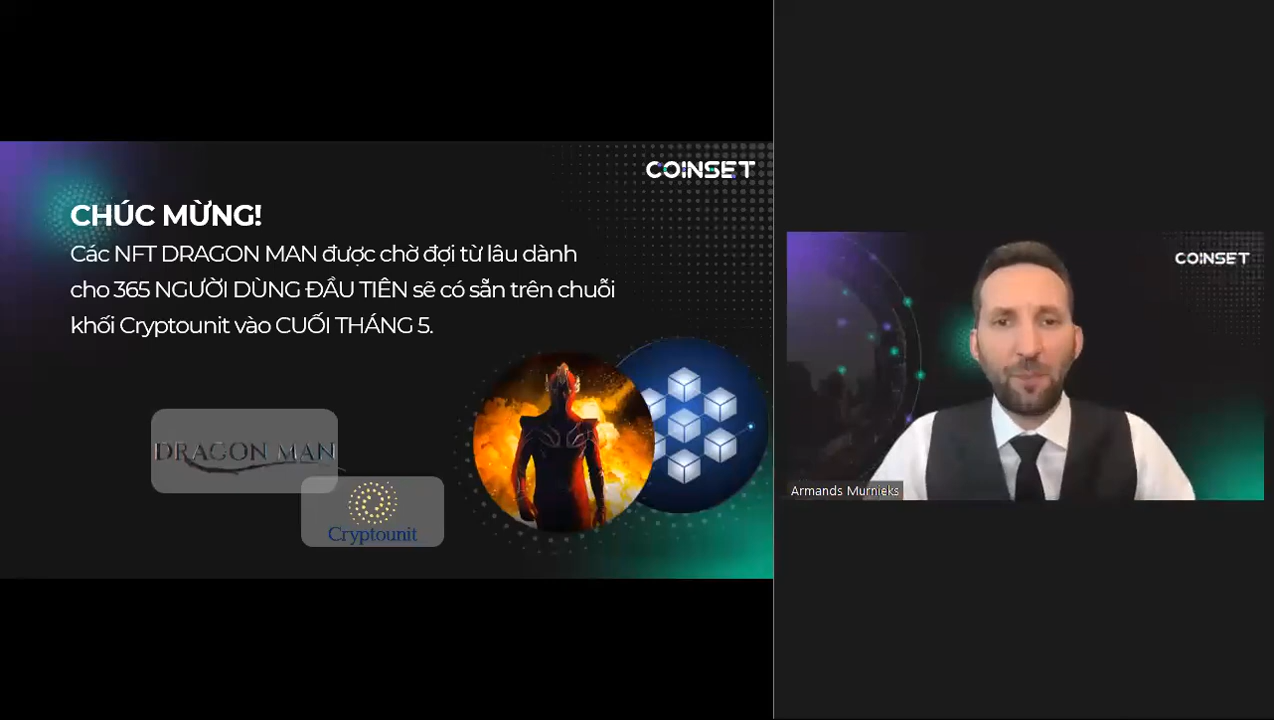 COINSET
CHÚC MỪNG!
Các NFT DRAGON MAN được chờ đợi từ lâu dành
cho 365 NGƯỜI DÙNG ĐẦU TIÊN sẽ có sẵn trên chuỗi
khối Cryptounit vào CUỐI THÁNG 5.
DRAGON MAN
Cryptounit
COINSET
Armands Murnieks